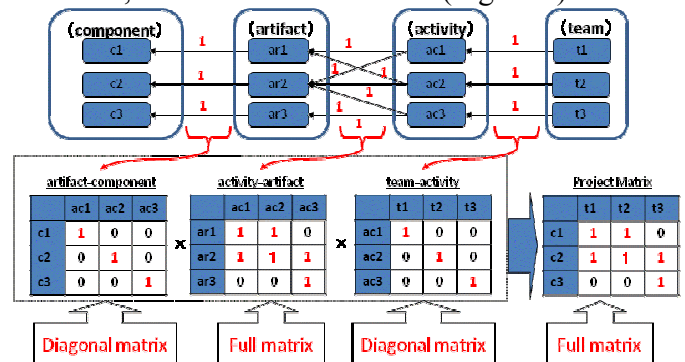 (component) (artifact) (activity) (team)
c1 1 ar1 1 ac1 1 t1
c2 1 ar2 1 1 ac2 1 t2
1
c3 1 ar3 1 ac3 1 t3
1
artifact-component activity-artifact team-activity Project Matrix
ac1 ac2 ac3 ac1 ac2 ac3 t1 t2 t3 t1 t2 t3
c1 1 0 0 ar1 1 1 0 ac1 1 0 0 c1 1 1 0
c2 0 1 0 x ar2 1 1 1 x ac2 0 1 0 c2 1 1 1
c3 0 0 1 ar3 0 0 1 ac3 0 0 1 c3 0 0 1
Diagonal matrix Full matrix Diagonal matrix Full matrix